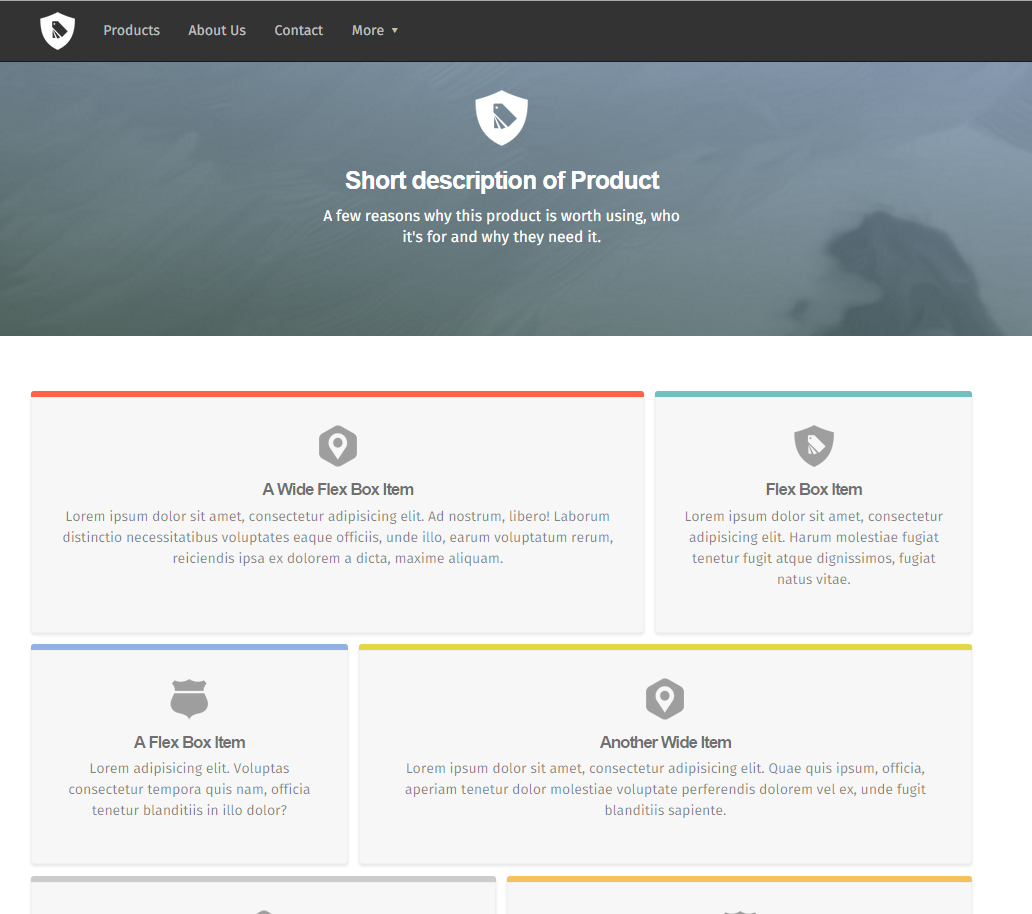 Products About Us Contact More
Short description of Product
A few reasons why this product is worth using, who
it's for and why they need it.
A Wide Flex Box Item
Lorem ipsum dolor sit amet, consectetur adipisicing elit. Ad nostrum, libero! Laborum
distinctio necessitatibus voluptates eaque officiis, unde illo, earum voluptatum rerum,
reiciendis ipsa ex dolorem a dicta, maxime aliquam.
Flex Box Item
Lorem ipsum dolor sit amet, consectetur
adipisicing elit. Harum molestiae fugiat
tenetur fugit atque dignissimos, fugiat
natus vitae.
A Flex Box Item
Lorem adipisicing elit. Voluptas
consectetur tempora quis nam, officia
tenetur blanditiis in illo dolor?
Another Wide Item
Lorem ipsum dolor sit amet, consectetur adipisicing elit. Quae quis ipsum, officia,
aperiam tenetur dolor molestiae voluptate perferendis dolorem vel ex, unde fugit
blanditiis sapiente.